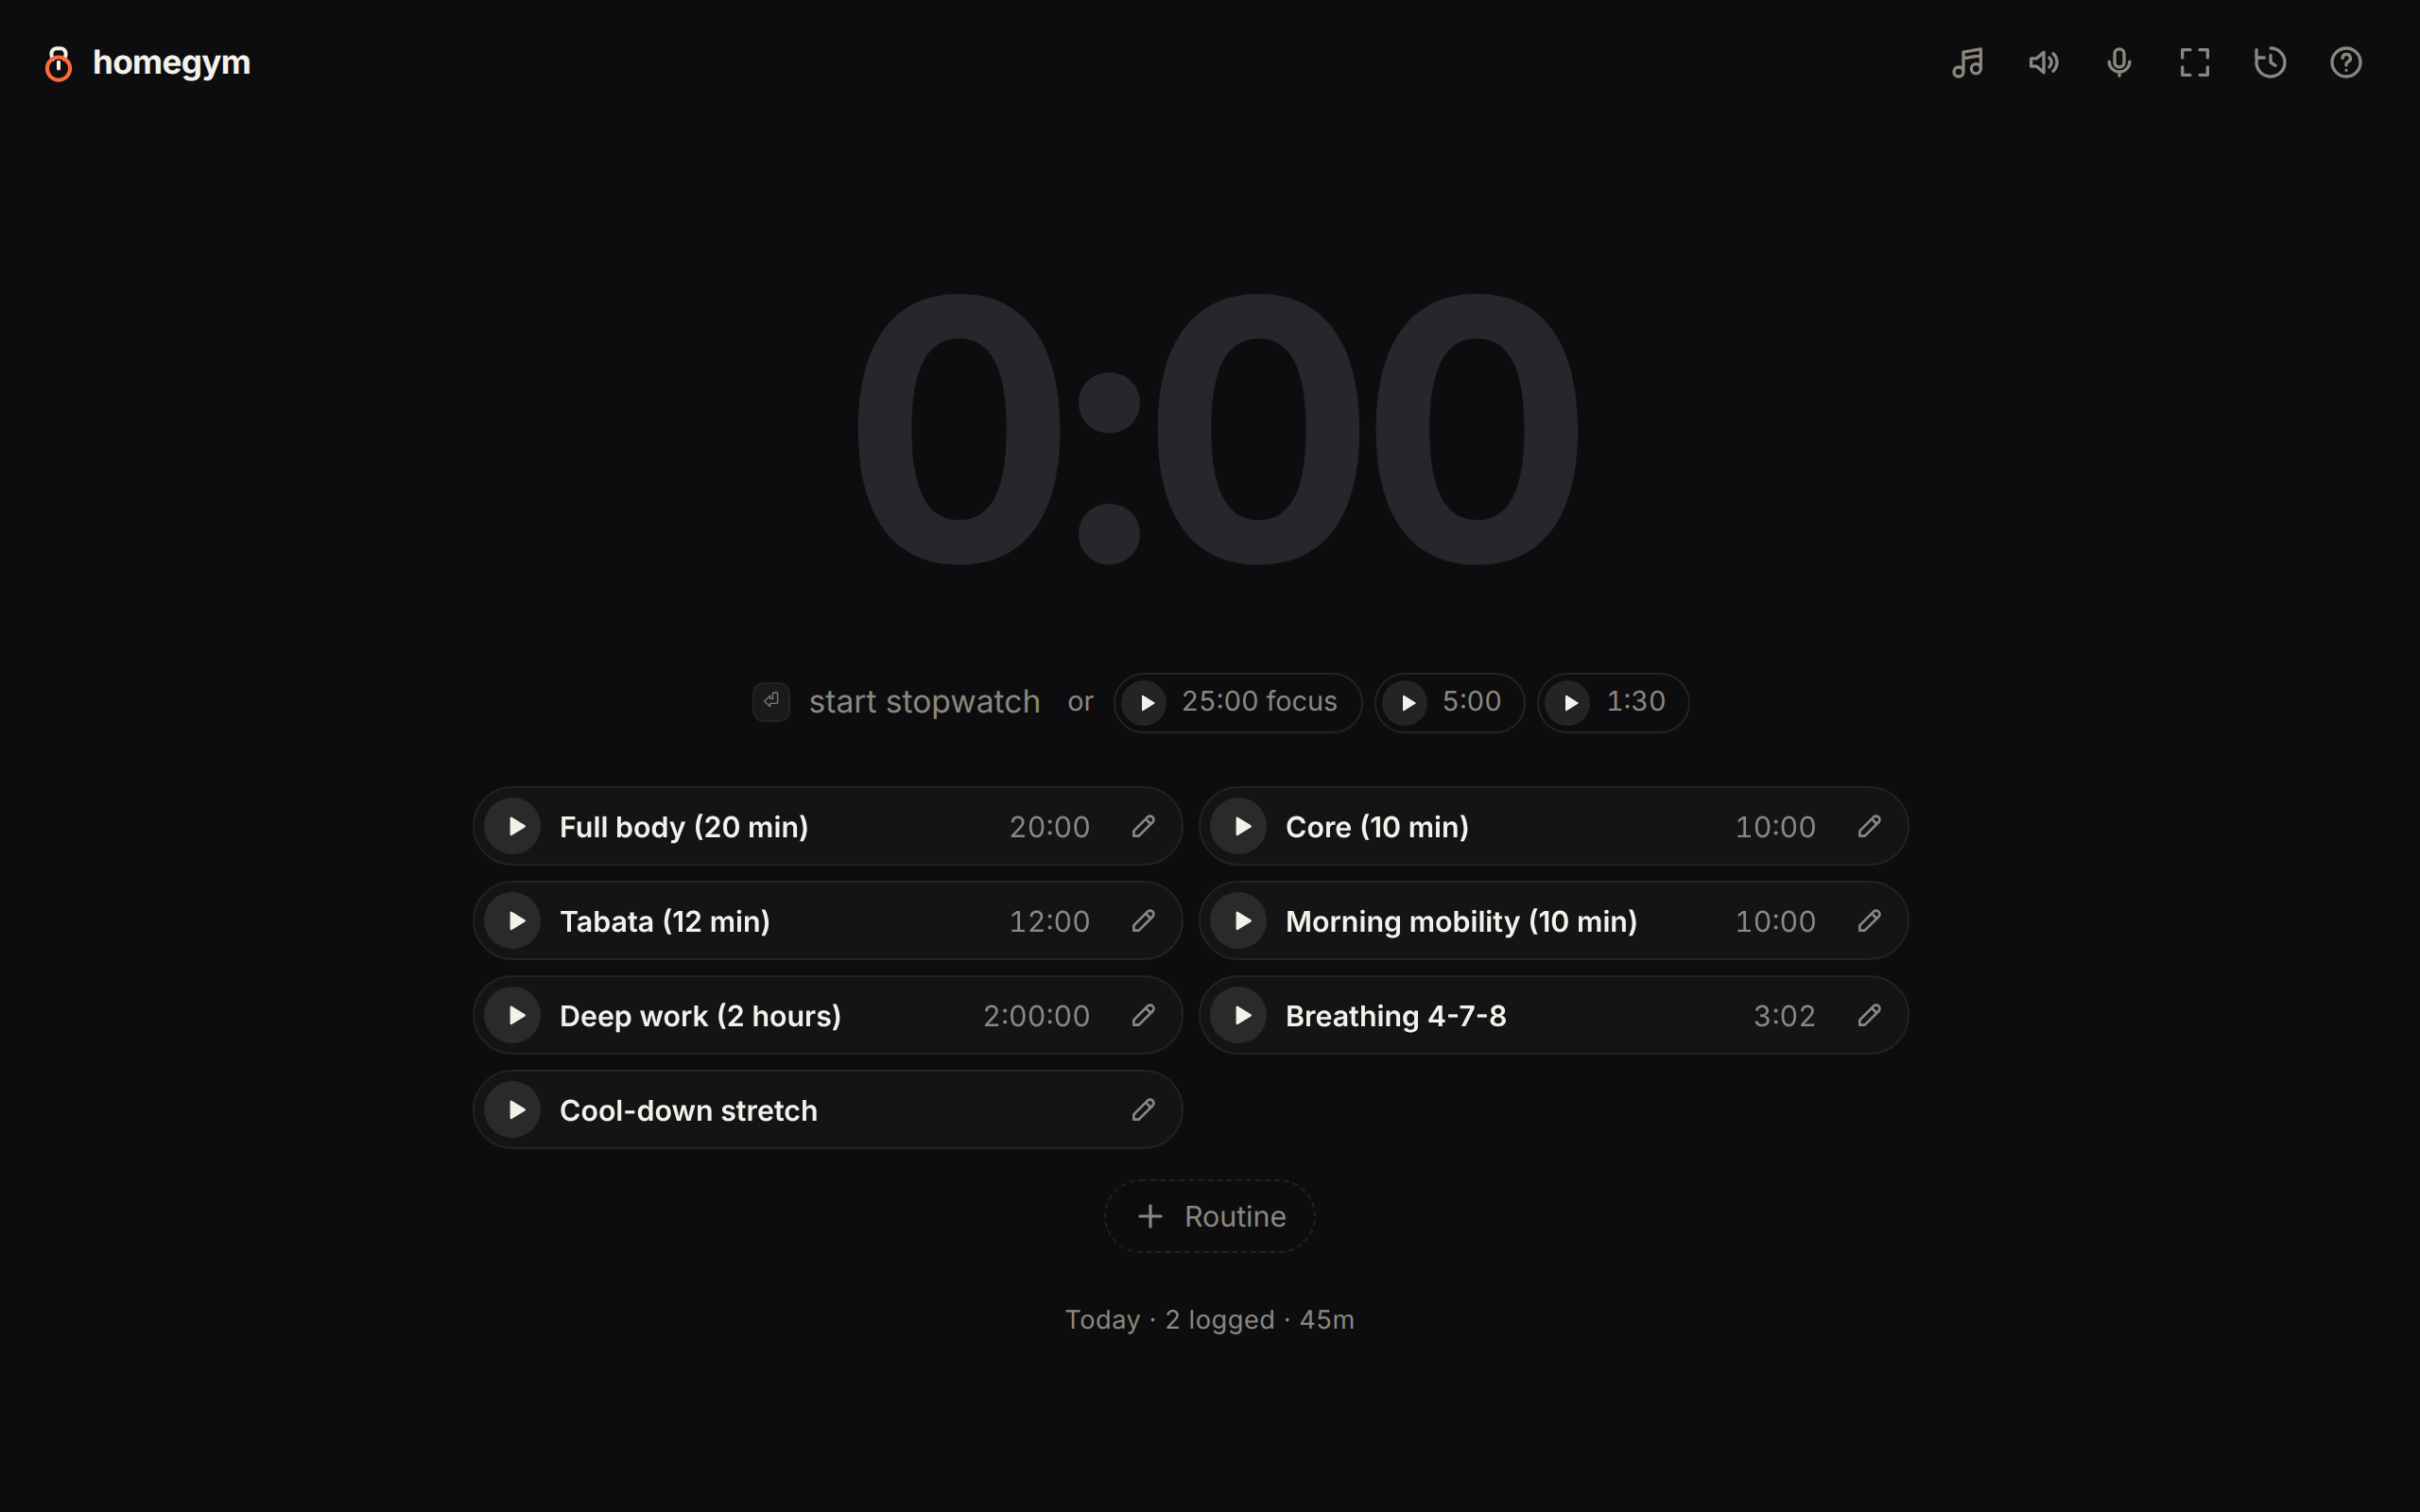 homegym
0:00
⏎ start stopwatch or 25:00 focus 5:00 1:30
Full body (20 min) 20:00
Core (10 min) 10:00
Tabata (12 min) 12:00
Morning mobility (10 min) 10:00
Deep work (2 hours) 2:00:00
Breathing 4-7-8 3:02
Cool-down stretch
+ Routine
Today · 2 logged · 45m